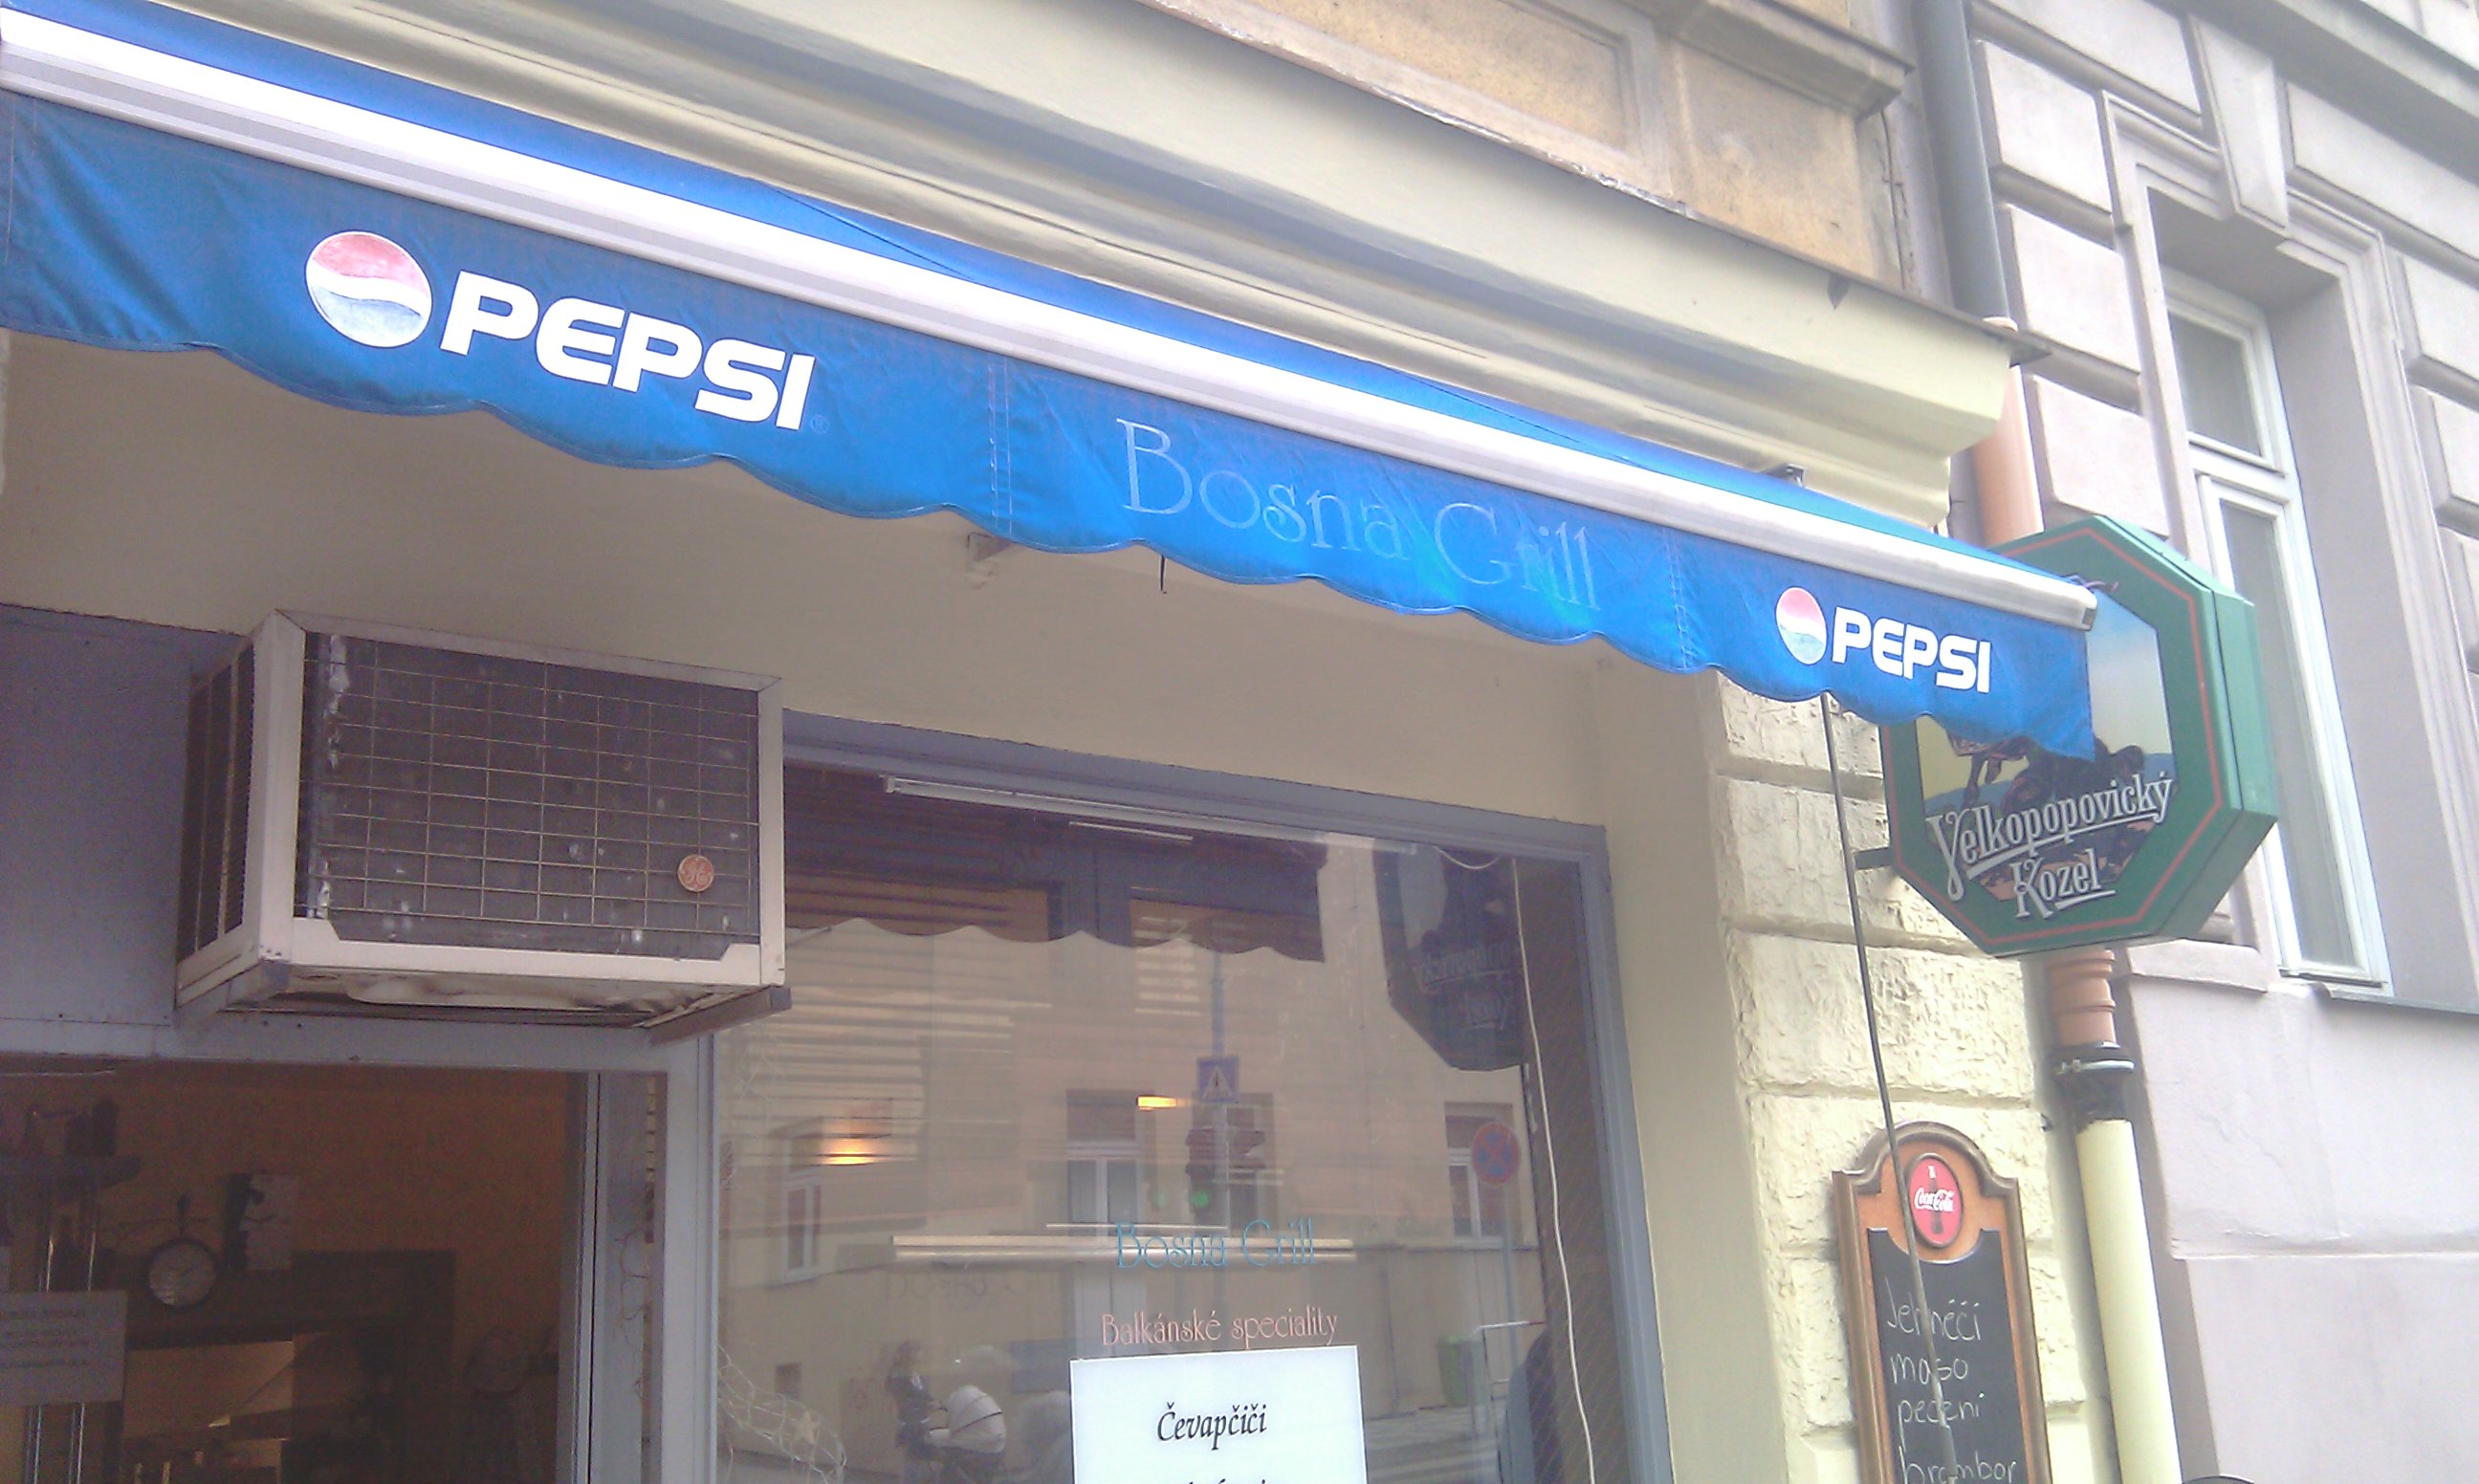 PEPSI
Bosna Grill
PEPSI
Velkopopovický
Kozel
Bosna Grill
Balkánské speciality
Čevapčiči
Coca-Cola
Jehněčí
maso
pečení
brambor